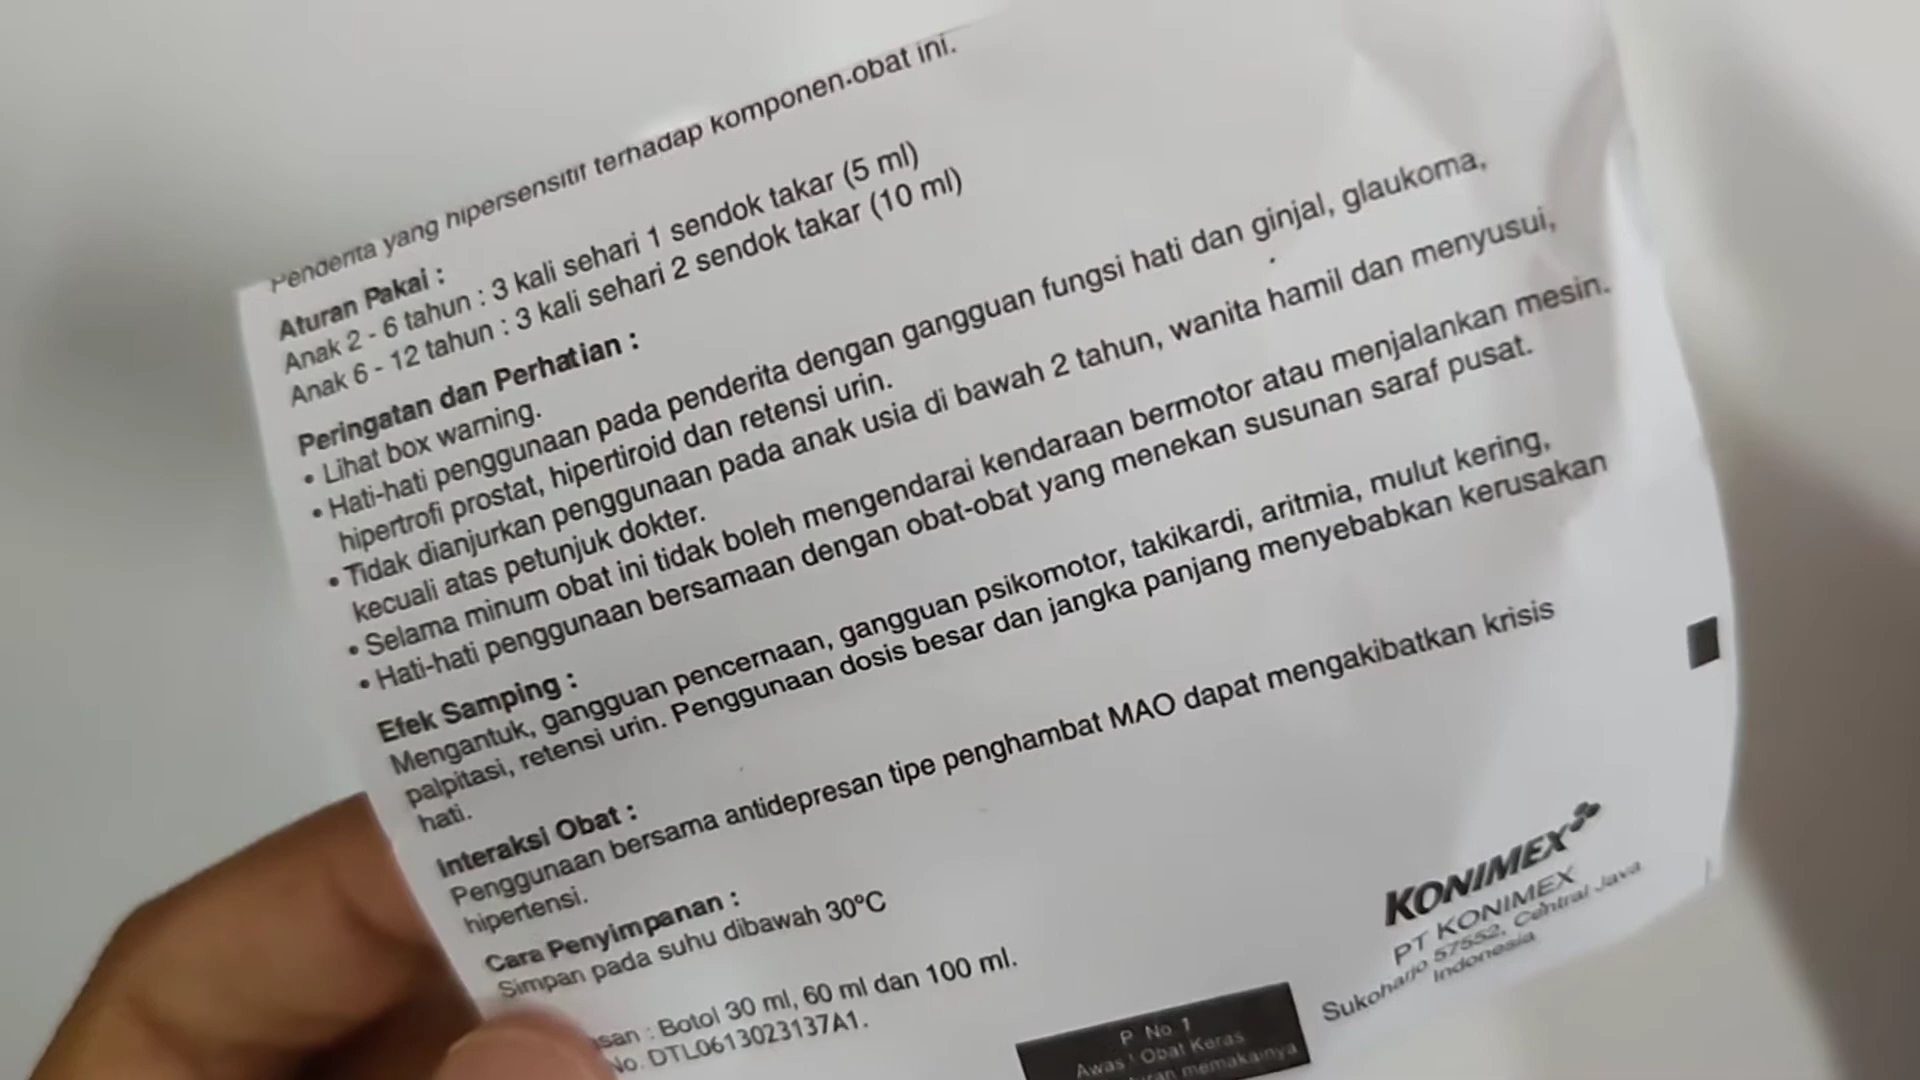 Penderita yang hipersensitif terhadap komponen obat ini.
Aturan Pakai :
Anak 2 - 6 tahun : 3 kali sehari 1 sendok takar (5 ml)
Anak 6 - 12 tahun : 3 kali sehari 2 sendok takar (10 ml)
Peringatan dan Perhatian :
• Lihat box warning.
• Hati-hati penggunaan pada penderita dengan gangguan fungsi hati dan ginjal, glaukoma,
hipertrofi prostat, hipertiroid dan retensi urin.
• Tidak dianjurkan penggunaan pada anak usia di bawah 2 tahun, wanita hamil dan menyusui,
kecuali atas petunjuk dokter.
• Selama minum obat ini tidak boleh mengendarai kendaraan bermotor atau menjalankan mesin.
• Hati-hati penggunaan bersamaan dengan obat-obat yang menekan susunan saraf pusat.
Efek Samping :
Mengantuk, gangguan pencernaan, gangguan psikomotor, takikardi, aritmia, mulut kering,
palpitasi, retensi urin. Penggunaan dosis besar dan jangka panjang menyebabkan kerusakan
hati.
Interaksi Obat :
Penggunaan bersama antidepresan tipe penghambat MAO dapat mengakibatkan krisis
hipertensi.
Cara Penyimpanan :
Simpan pada suhu dibawah 30°C
: Botol 30 ml, 60 ml dan 100 ml.
No. DTL0613023137A1.
KONIMEX
PT KONIMEX
Sukoharjo 57552, Central Java
Indonesia
P. No. 1
Awas ! Obat Keras
memakainya